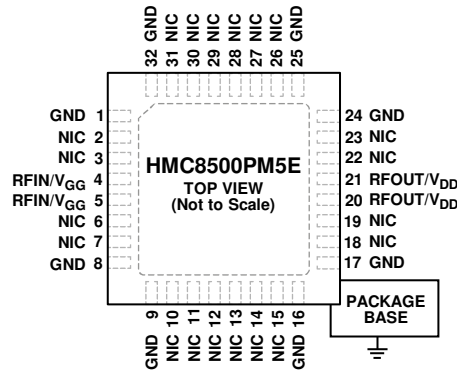 32 GND
31 NIC
30 NIC
29 NIC
28 NIC
27 NIC
26 NIC
25 GND
GND 1
NIC 2
NIC 3
RFIN/VGG 4
RFIN/VGG 5
NIC 6
NIC 7
GND 8
HMC8500PM5E
TOP VIEW
(Not to Scale)
24 GND
23 NIC
22 NIC
21 RFOUT/VDD
20 RFOUT/VDD
19 NIC
18 NIC
17 GND
GND 9
NIC 10
NIC 11
NIC 12
NIC 13
NIC 14
NIC 15
GND 16
PACKAGE
BASE